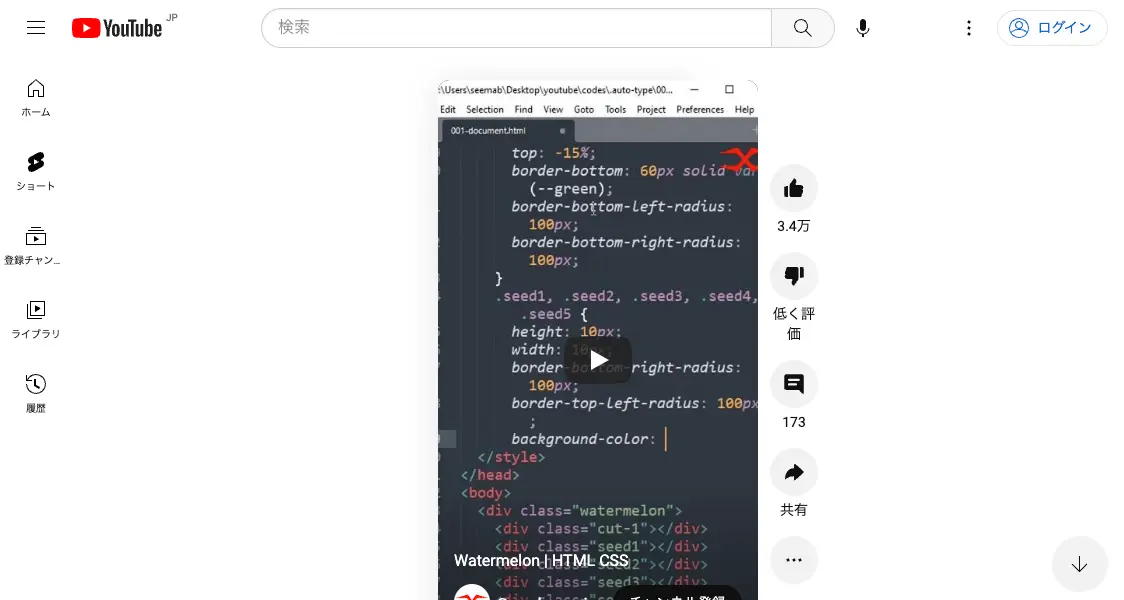 YouTube JP
検索
ログイン
ホーム
ショート
登録チャン...
ライブラリ
履歴
:\Users\seemab\Desktop\youtube\codes\.auto-type\00...
Edit Selection Find View Goto Tools Project Preferences Help
001-document.html
top: -15%;
border-bottom: 60px solid var
(--green);
border-bottom-left-radius:
100px;
border-bottom-right-radius:
100px;
}
.seed1, .seed2, .seed3, .seed4,
.seed5 {
height: 10px;
width: 10px;
border-bottom-right-radius:
100px;
border-top-left-radius: 100px
;
background-color:
</style>
</head>
<body>
<div class="watermelon">
<div class="cut-1"></div>
<div class="seed1"></div>
<div class="seed2"></div>
<div class="seed3"></div>
Watermelon | HTML CSS
チャンネル登録
3.4万
低く評
価
173
共有